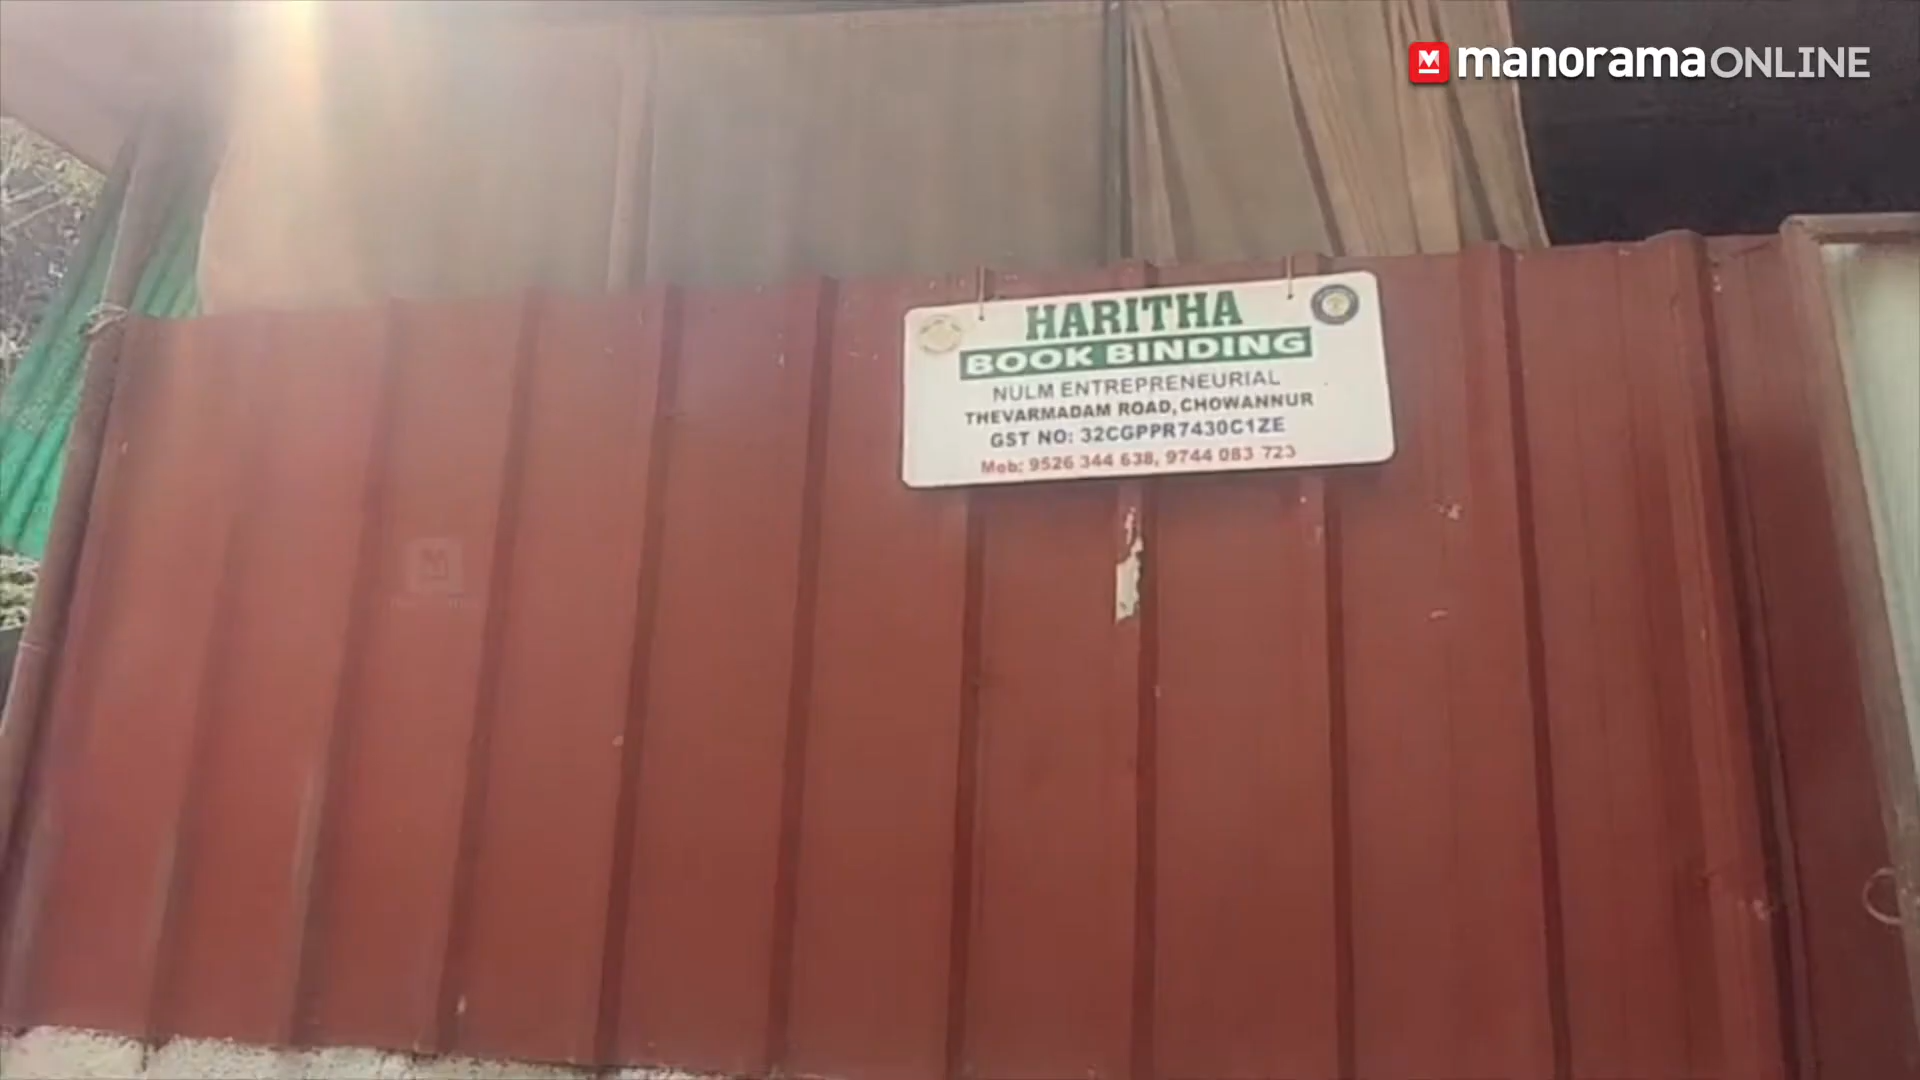 manoramaONLINE
HARITHA
BOOK BINDING
NULM ENTREPRENEURIAL
THEVARMADAM ROAD, CHOWANNUR
GST NO: 32CGPPR7430C1ZE
Mob: 9526 344 638, 9744 083 723